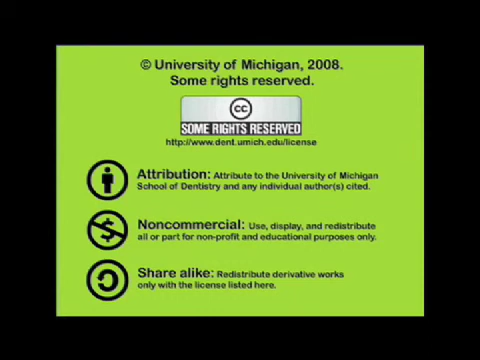 © University of Michigan, 2008.
Some rights reserved.
cc
SOME RIGHTS RESERVED
http://www.dent.umich.edu/license
Attribution: Attribute to the University of Michigan
School of Dentistry and any individual author(s) cited.
$
Noncommercial: Use, display, and redistribute
all or part for non-profit and educational purposes only.
Share alike: Redistribute derivative works
only with the license listed here.